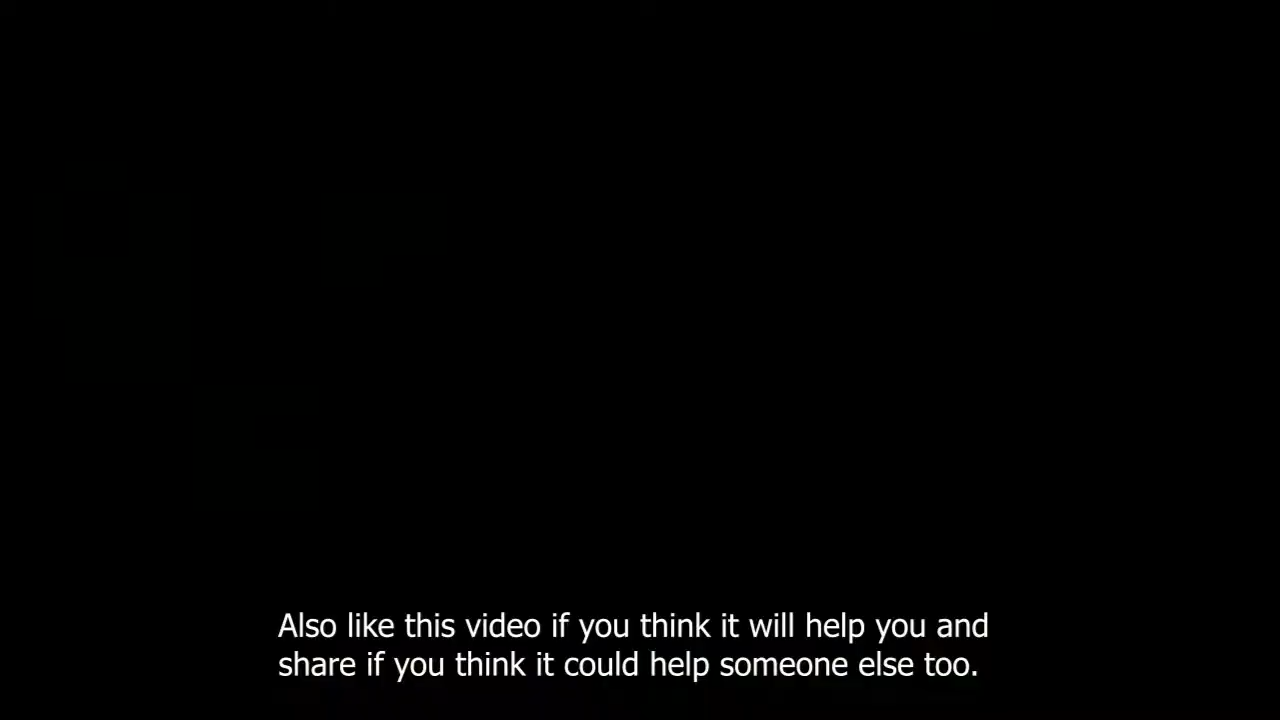 Also like this video if you think it will help you and
share if you think it could help someone else too.